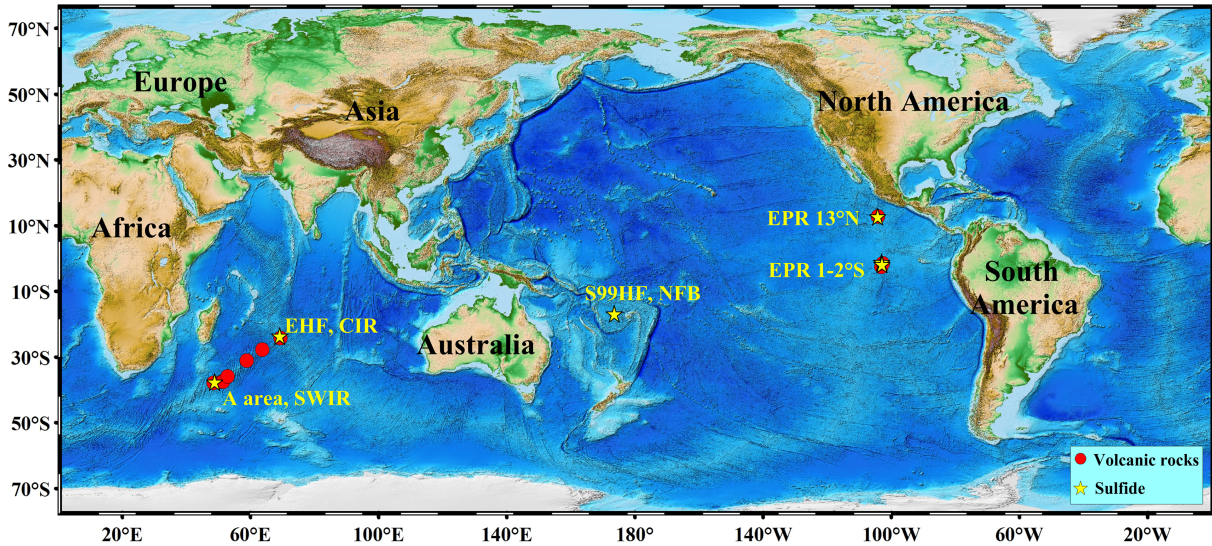 70°N
50°N
30°N
10°N
10°S
30°S
50°S
70°S
Europe
Asia
North America
Africa
EPR 13°N
EPR 1-2°S
South
America
S99HF, NFB
EHF, CIR
Australia
A area, SWIR
Volcanic rocks
Sulfide
20°E
60°E
100°E
140°E
180°
140°W
100°W
60°W
20°W